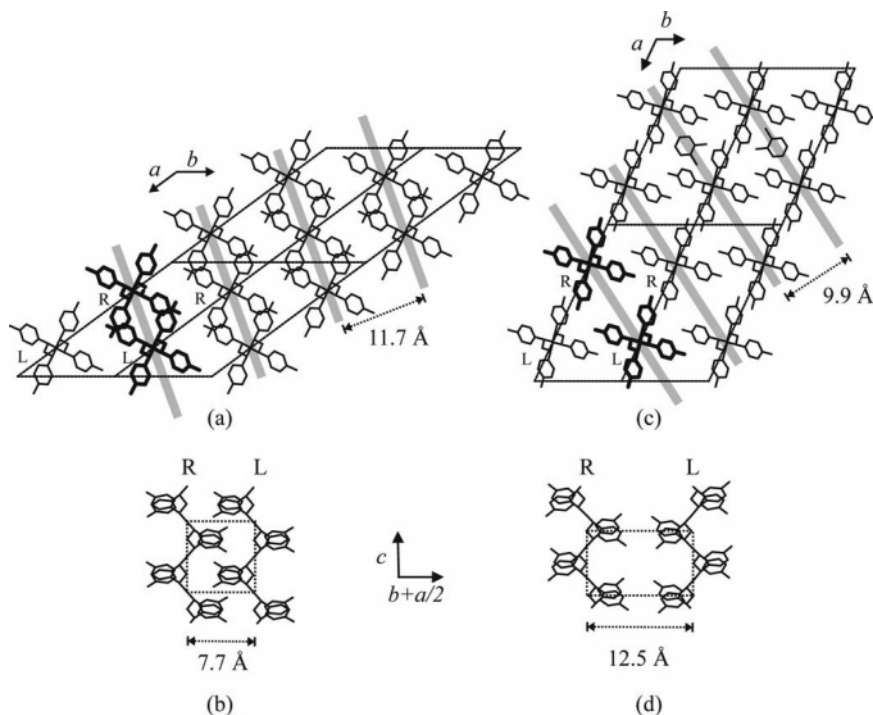 a b
R R
L L
11.7 Å
(a)
a b
R R
L L
9.9 Å
(c)
R L
7.7 Å
(b)
c
b+a/2
R L
12.5 Å
(d)